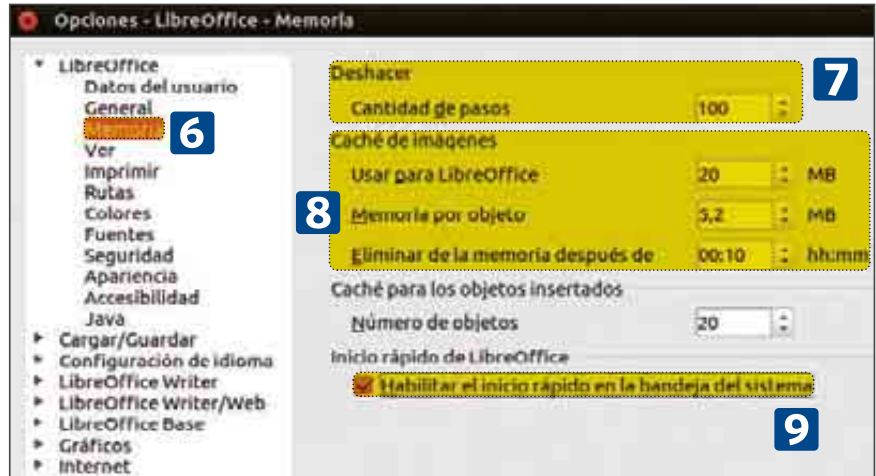 Opciones - LibreOffice - Memoria
LibreOffice
Datos del usuario
General
Memoria
6
Ver
Imprimir
Rutas
Colores
Fuentes
Seguridad
Apariencia
Accesibilidad
Java
Cargar/Guardar
Configuración de idioma
LibreOffice Writer
LibreOffice Writer/Web
LibreOffice Base
Gráficos
Internet
Deshacer
7
Cantidad de pasos 100
Caché de imágenes
Usar para LibreOffice 20 MB
8
Memoria por objeto 5,2 MB
Eliminar de la memoria después de 00:10 hh:mm
Caché para los objetos insertados
Número de objetos 20
Inicio rápido de LibreOffice
Habilitar el inicio rápido en la bandeja del sistema
9